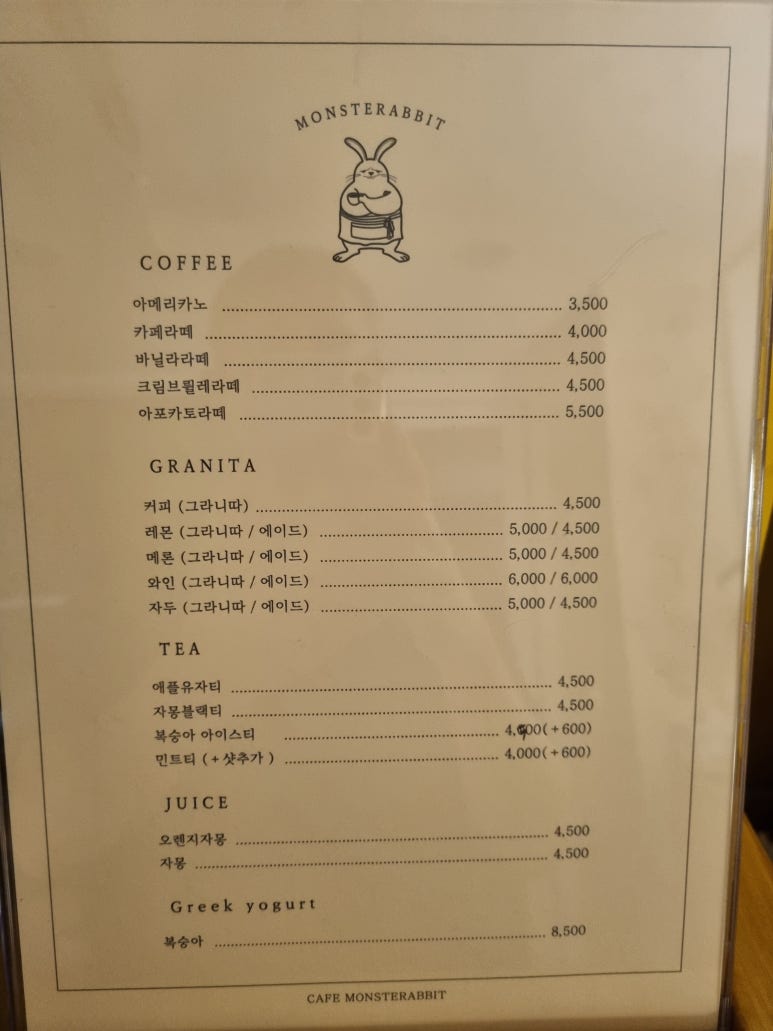 MONSTERABBIT
COFFEE
아메리카노 3,500
카페라떼 4,000
바닐라라떼 4,500
크림브륄레라떼 4,500
아포카토라떼 5,500
GRANITA
커피 (그라니따) 4,500
레몬 (그라니따 / 에이드) 5,000 / 4,500
메론 (그라니따 / 에이드) 5,000 / 4,500
와인 (그라니따 / 에이드) 6,000 / 6,000
자두 (그라니따 / 에이드) 5,000 / 4,500
TEA
애플유자티 4,500
자몽블랙티 4,500
복숭아 아이스티 (+600)
민트티 (+샷추가 ) 4,000(+600)
JUICE
오렌지자몽 4,500
자몽 4,500
Greek yogurt
복숭아 8,500
CAFE MONSTERABBIT